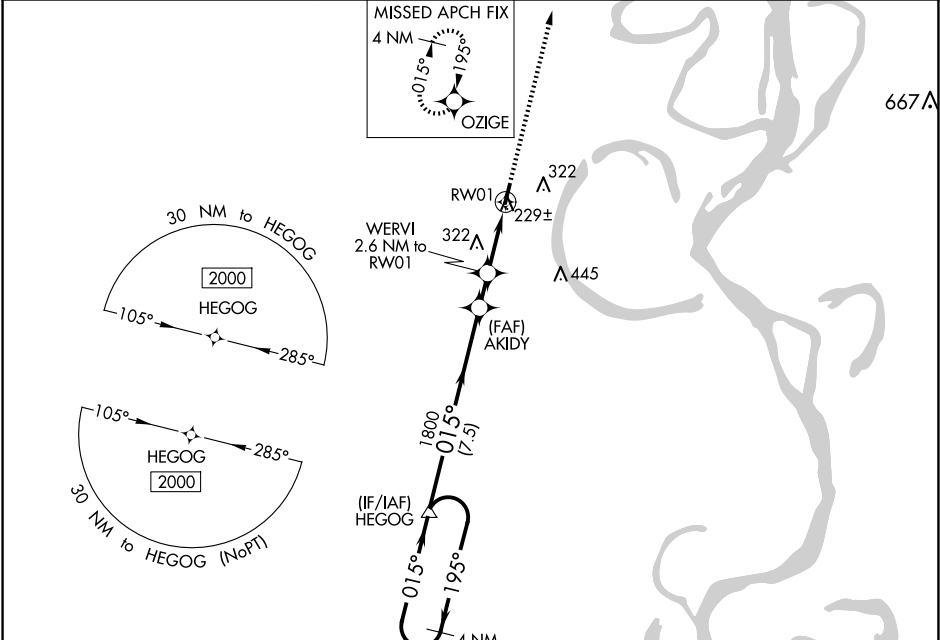 MISSED APCH FIX
4 NM
015°
195°
OZIGE
667
RW01
322
229±
WERVI
2.6 NM to
RW01
322
445
(FAF)
AKIDY
30 NM to HEGOG
2000
HEGOG
105°
285°
105°
285°
HEGOG
2000
30 NM to HEGOG (NoPT)
1800
015°
(7.5)
(IF/IAF)
HEGOG
015°
195°
4 NM